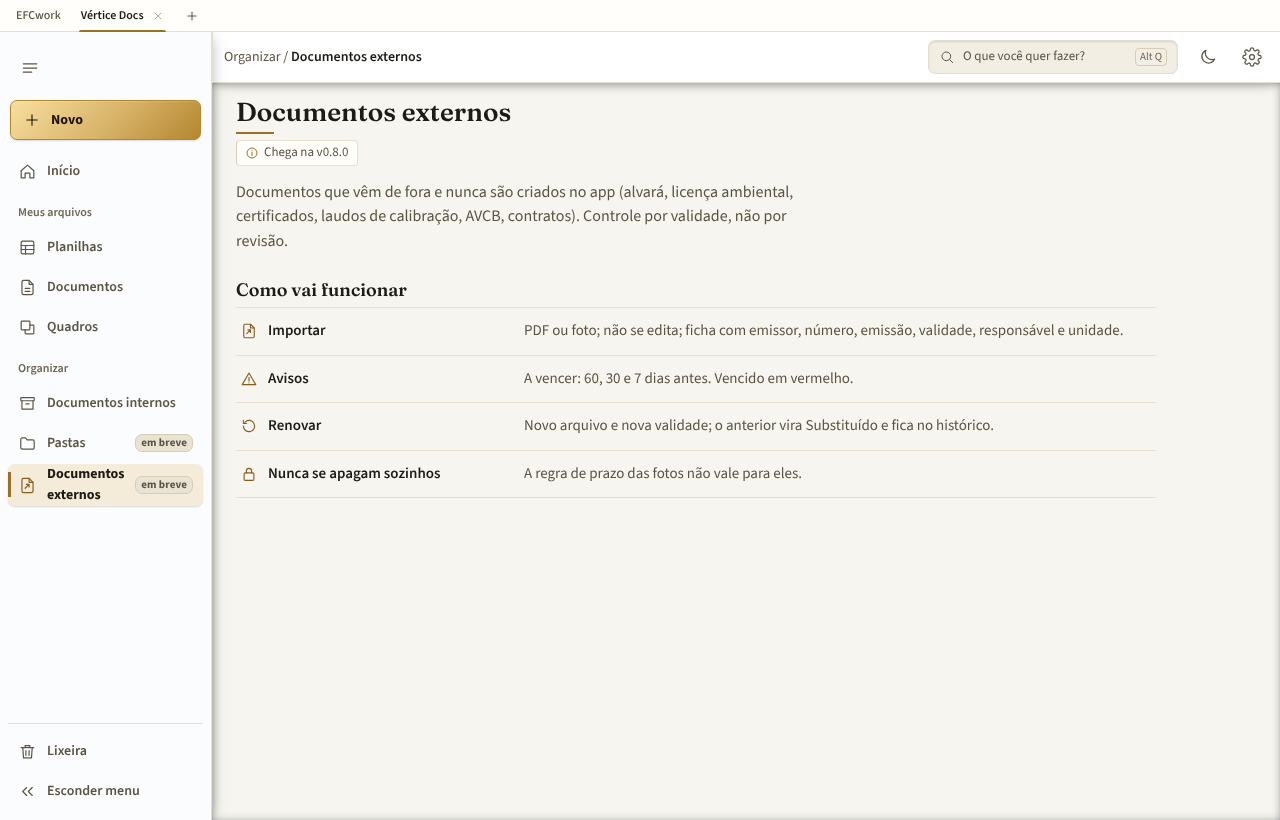 EFCwork
Vértice Docs
Organizar / Documentos externos
O que você quer fazer?
Alt Q
Novo
Início
Meus arquivos
Planilhas
Documentos
Quadros
Organizar
Documentos internos
Pastas
em breve
Documentos
externos
em breve
Lixeira
Esconder menu
Documentos externos
Chega na v0.8.0
Documentos que vêm de fora e nunca são criados no app (alvará, licença ambiental,
certificados, laudos de calibração, AVCB, contratos). Controle por validade, não por
revisão.
Como vai funcionar
Importar
PDF ou foto; não se edita; ficha com emissor, número, emissão, validade, responsável e unidade.
Avisos
A vencer: 60, 30 e 7 dias antes. Vencido em vermelho.
Renovar
Novo arquivo e nova validade; o anterior vira Substituído e fica no histórico.
Nunca se apagam sozinhos
A regra de prazo das fotos não vale para eles.